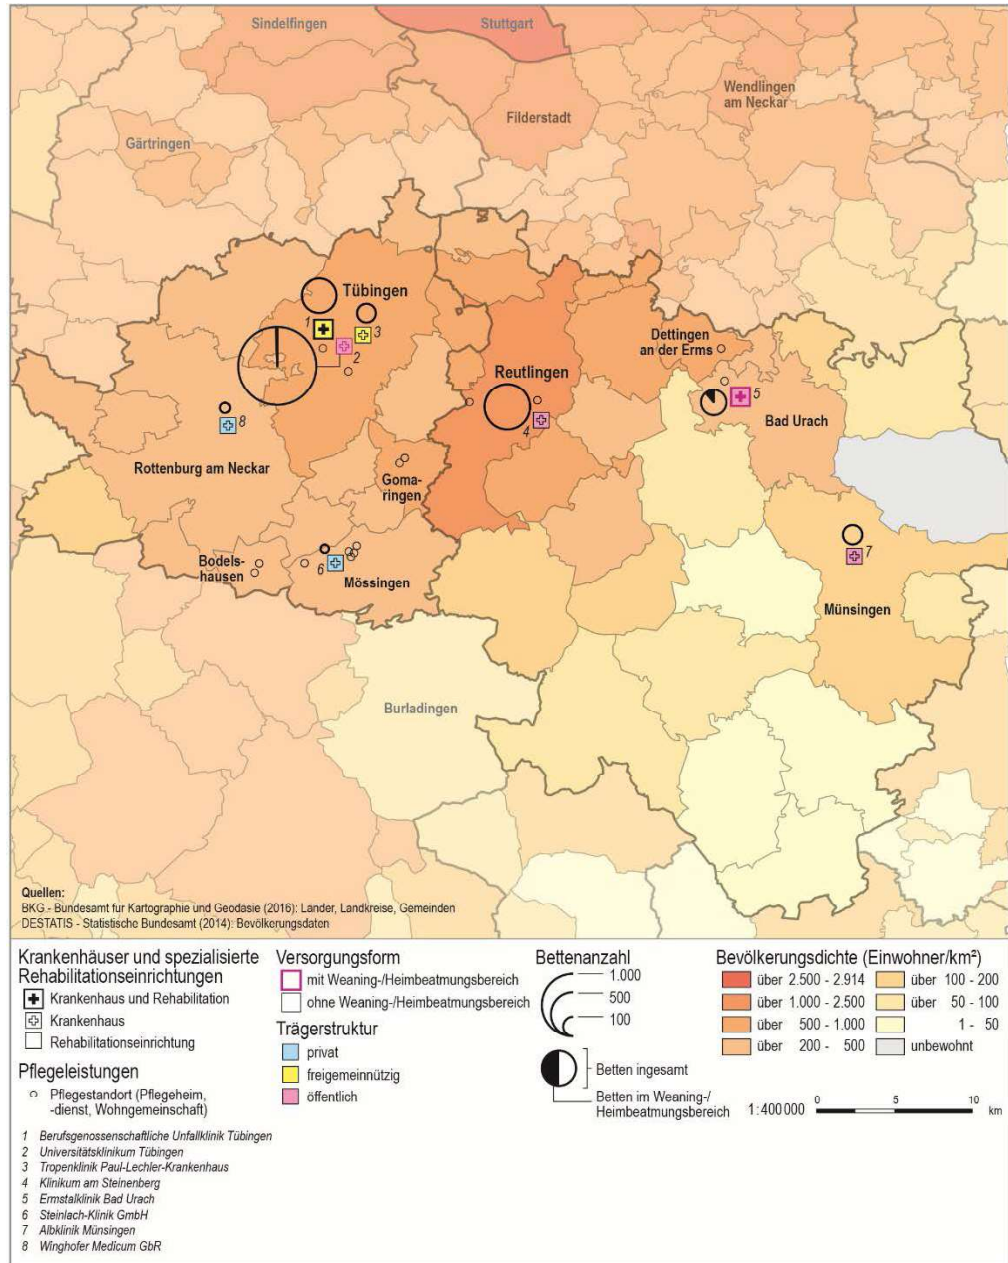 Sindelfingen
Stuttgart
Wendlingen
am Neckar
Filderstadt
Gärtringen
Tübingen
1
3
2
Dettingen
an der Erms
Reutlingen
5
4
8
Bad Urach
Rottenburg am Neckar
Goma-
ringen
7
Bodels-
hausen
6
Mössingen
Münsingen
Burladingen
Quellen:
BKG - Bundesamt für Kartographie und Geodäsie (2016): Länder, Landkreise, Gemeinden
DESTATIS - Statistische Bundesamt (2014): Bevölkerungsdaten
Krankenhäuser und spezialisierte
Rehabilitationseinrichtungen
Krankenhaus und Rehabilitation
Krankenhaus
Rehabilitationseinrichtung
Pflegeleistungen
Pflegestandort (Pflegeheim,
-dienst, Wohngemeinschaft)
1 Berufsgenossenschaftliche Unfallklinik Tübingen
2 Universitätsklinikum Tübingen
3 Tropenklinik Paul-Lechler-Krankenhaus
4 Klinikum am Steinenberg
5 Ermstalklinik Bad Urach
6 Steinlach-Klinik GmbH
7 Albklinik Münsingen
8 Winghofer Medicum GbR
Versorgungsform
mit Weaning-/Heimbeatmungsbereich
ohne Weaning-/Heimbeatmungsbereich
Trägerstruktur
privat
freigemeinnützig
öffentlich
Bettenanzahl
1.000
500
100
Betten ingesamt
Betten im Weaning-/
Heimbeatmungsbereich
Bevölkerungsdichte (Einwohner/km²)
über 2.500 - 2.914
über 1.000 - 2.500
über 500 - 1.000
über 200 - 500
über 100 - 200
über 50 - 100
1 - 50
unbewohnt
1:400 000
0 5 10
km